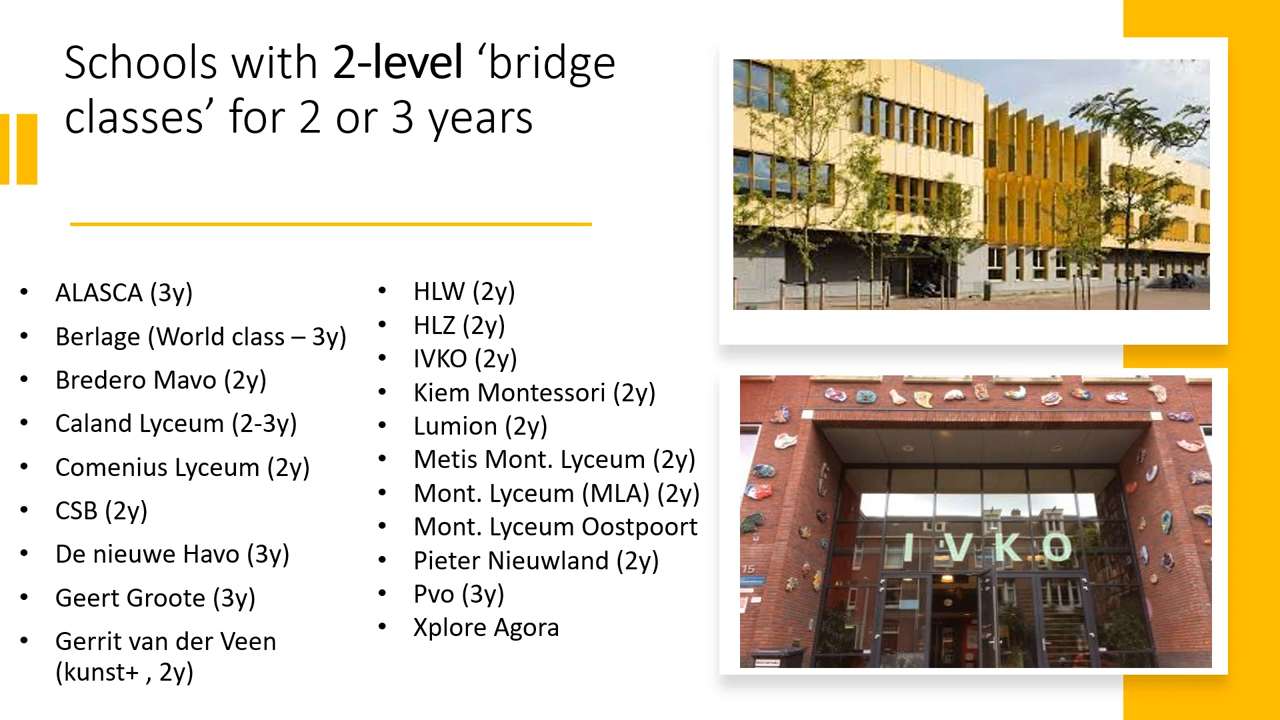 Schools with 2-level ‘bridge
classes’ for 2 or 3 years
• ALASCA (3y)
• Berlage (World class – 3y)
• Bredero Mavo (2y)
• Caland Lyceum (2-3y)
• Comenius Lyceum (2y)
• CSB (2y)
• De nieuwe Havo (3y)
• Geert Groote (3y)
• Gerrit van der Veen
(kunst+ , 2y)
• HLW (2y)
• HLZ (2y)
• IVKO (2y)
• Kiem Montessori (2y)
• Lumion (2y)
• Metis Mont. Lyceum (2y)
• Mont. Lyceum (MLA) (2y)
• Mont. Lyceum Oostpoort
• Pieter Nieuwland (2y)
• Pvo (3y)
• Xplore Agora
IVKO
15